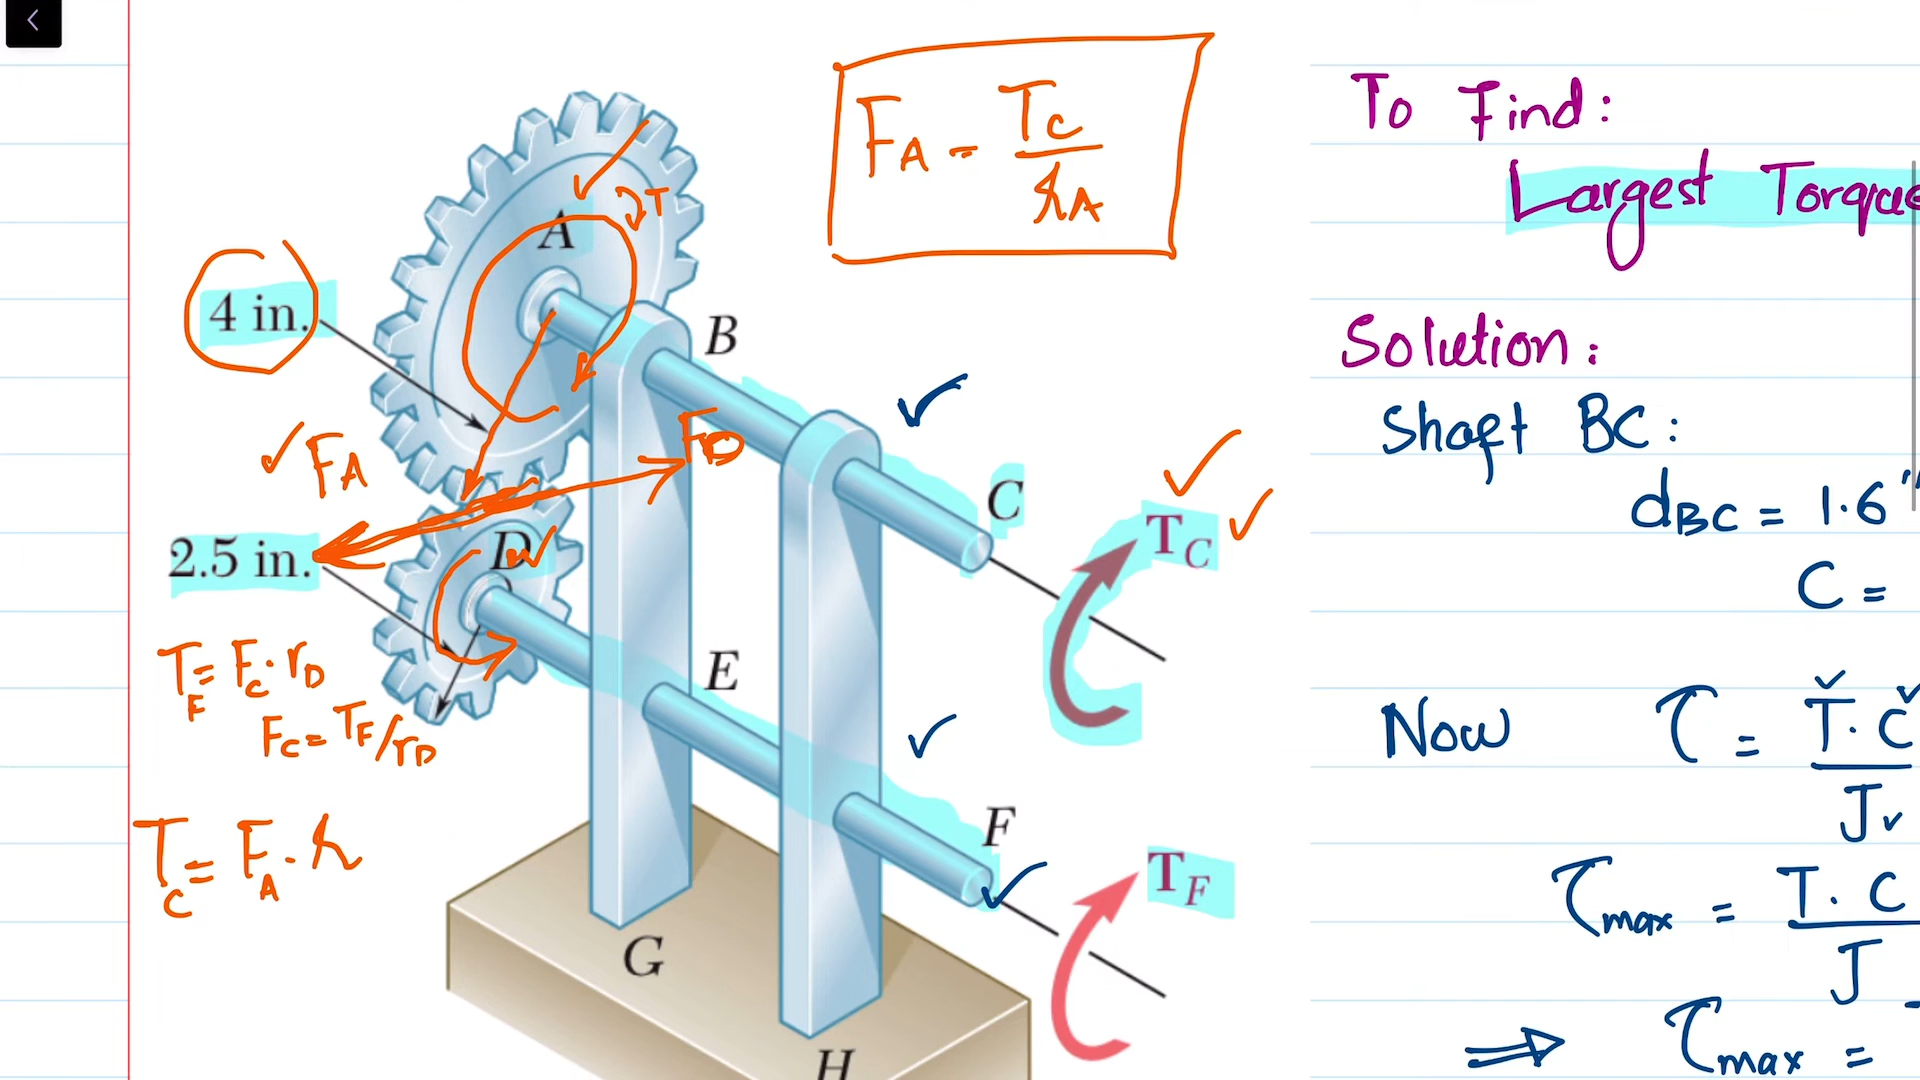 F_A = T_C / r_A
A
T
4 in.
B
F_A
F_D
C
T_C
2.5 in.
D
T_F = F_C . r_D
F_C = T_F / r_D
E
T_C = F_A . r
F
T_F
G
H
To Find:
Largest Torque
Solution:
Shaft BC:
d_BC = 1.6"
C =
Now τ = T. C / J
τ_max = T. C / J
⇒ τ_max =